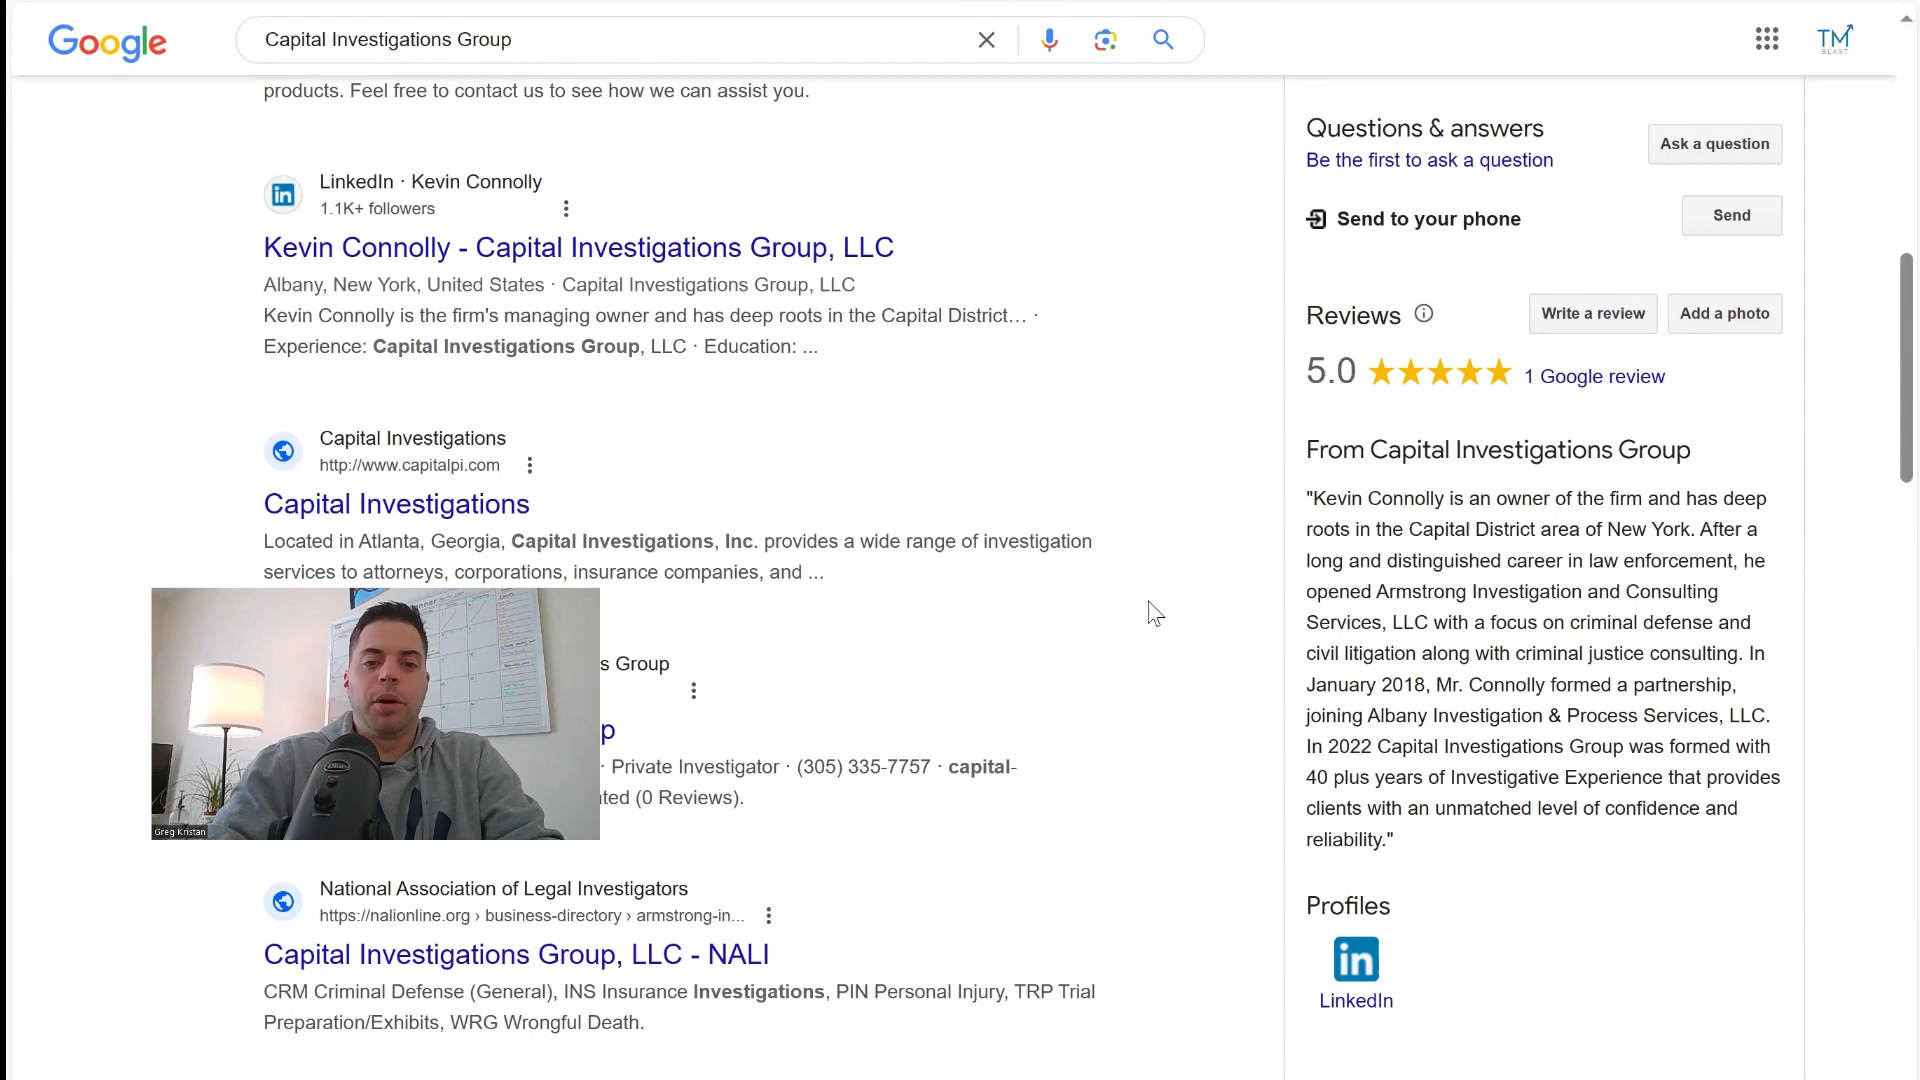 Google
Capital Investigations Group
TM
BLAST
products. Feel free to contact us to see how we can assist you.
LinkedIn · Kevin Connolly
1.1K+ followers
Kevin Connolly - Capital Investigations Group, LLC
Albany, New York, United States · Capital Investigations Group, LLC
Kevin Connolly is the firm's managing owner and has deep roots in the Capital District… ·
Experience: Capital Investigations Group, LLC · Education: ...
Capital Investigations
http://www.capitalpi.com
Capital Investigations
Located in Atlanta, Georgia, Capital Investigations, Inc. provides a wide range of investigation
services to attorneys, corporations, insurance companies, and ...
s Group
p
· Private Investigator · (305) 335-7757 · capital-
ted (0 Reviews).
Greg Kristan
National Association of Legal Investigators
https://nalionline.org › business-directory › armstrong-in...
Capital Investigations Group, LLC - NALI
CRM Criminal Defense (General), INS Insurance Investigations, PIN Personal Injury, TRP Trial
Preparation/Exhibits, WRG Wrongful Death.
Questions & answers
Be the first to ask a question
Ask a question
Send to your phone
Send
Reviews
Write a review
Add a photo
5.0
1 Google review
From Capital Investigations Group
"Kevin Connolly is an owner of the firm and has deep
roots in the Capital District area of New York. After a
long and distinguished career in law enforcement, he
opened Armstrong Investigation and Consulting
Services, LLC with a focus on criminal defense and
civil litigation along with criminal justice consulting. In
January 2018, Mr. Connolly formed a partnership,
joining Albany Investigation & Process Services, LLC.
In 2022 Capital Investigations Group was formed with
40 plus years of Investigative Experience that provides
clients with an unmatched level of confidence and
reliability."
Profiles
in
LinkedIn